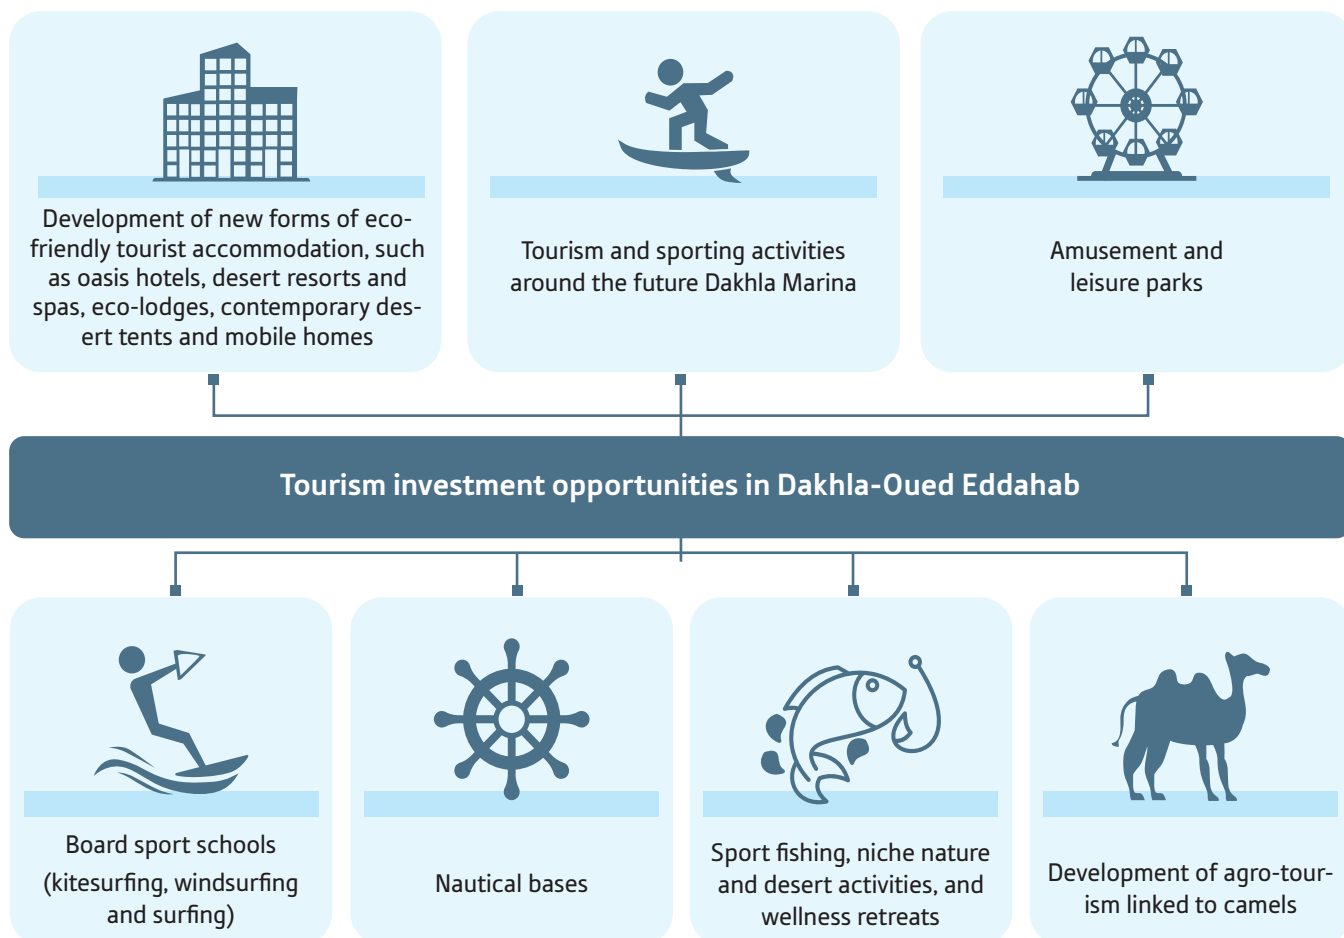 Development of new forms of eco-
friendly tourist accommodation, such
as oasis hotels, desert resorts and
spas, eco-lodges, contemporary des-
ert tents and mobile homes
Tourism and sporting activities
around the future Dakhla Marina
Amusement and
leisure parks
Tourism investment opportunities in Dakhla-Oued Eddahab
Board sport schools
(kitesurfing, windsurfing
and surfing)
Nautical bases
Sport fishing, niche nature
and desert activities, and
wellness retreats
Development of agro-tour-
ism linked to camels